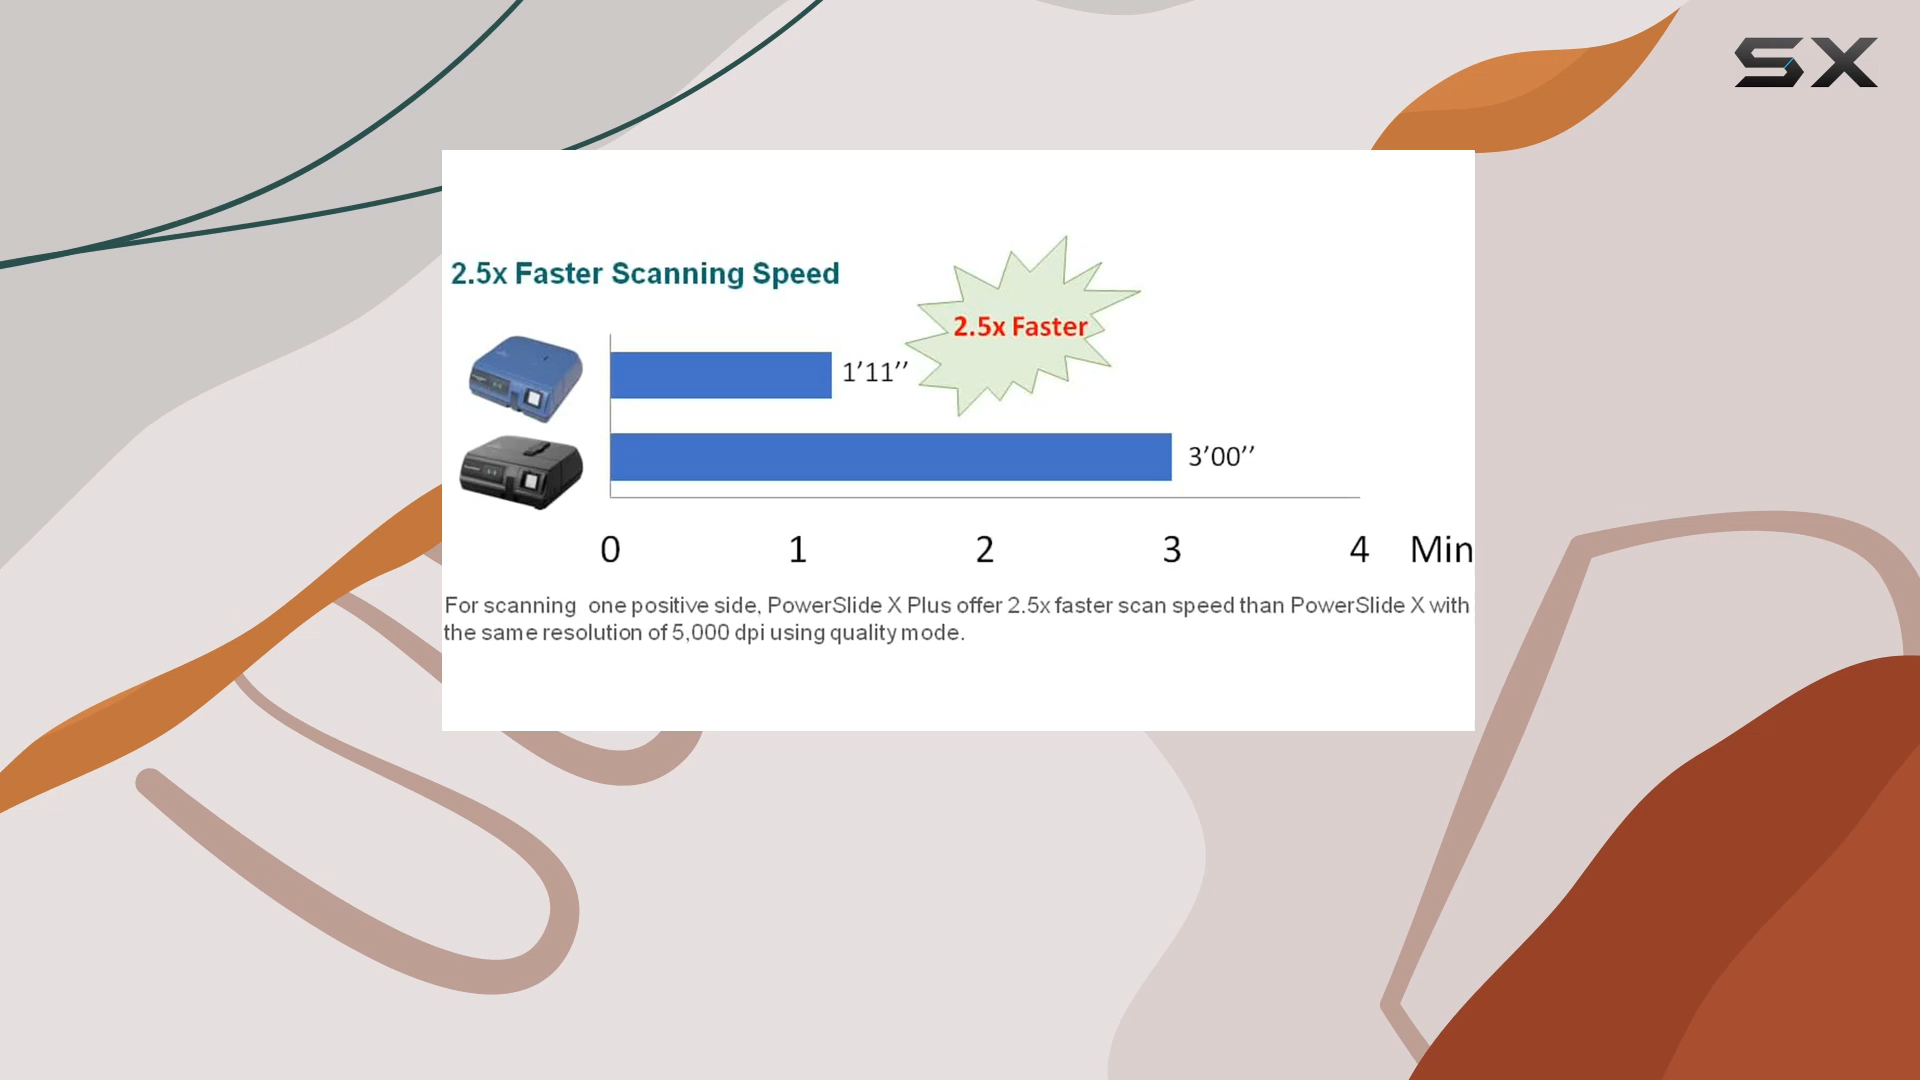 SX
2.5x Faster Scanning Speed
2.5x Faster
1’11’’
3’00’’
0 1 2 3 4 Min
For scanning one positive side, PowerSlide X Plus offer 2.5x faster scan speed than PowerSlide X with
the same resolution of 5,000 dpi using quality mode.